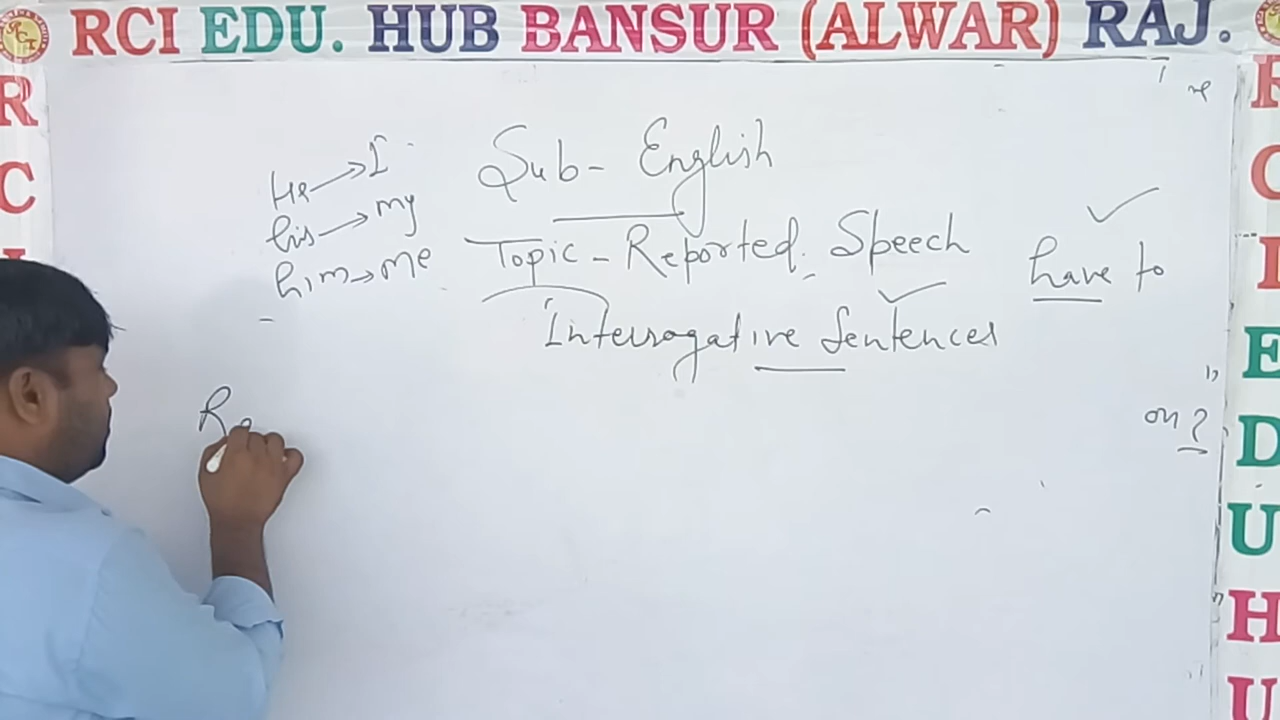 RCI EDU. HUB BANSUR (ALWAR) RAJ.
He → I
his → my
him → me
Sub- English
Topic - Reported Speech
Interrogative Sentences
have to
on?
Re
R
C
I
R
C
I
E
D
U
H
U